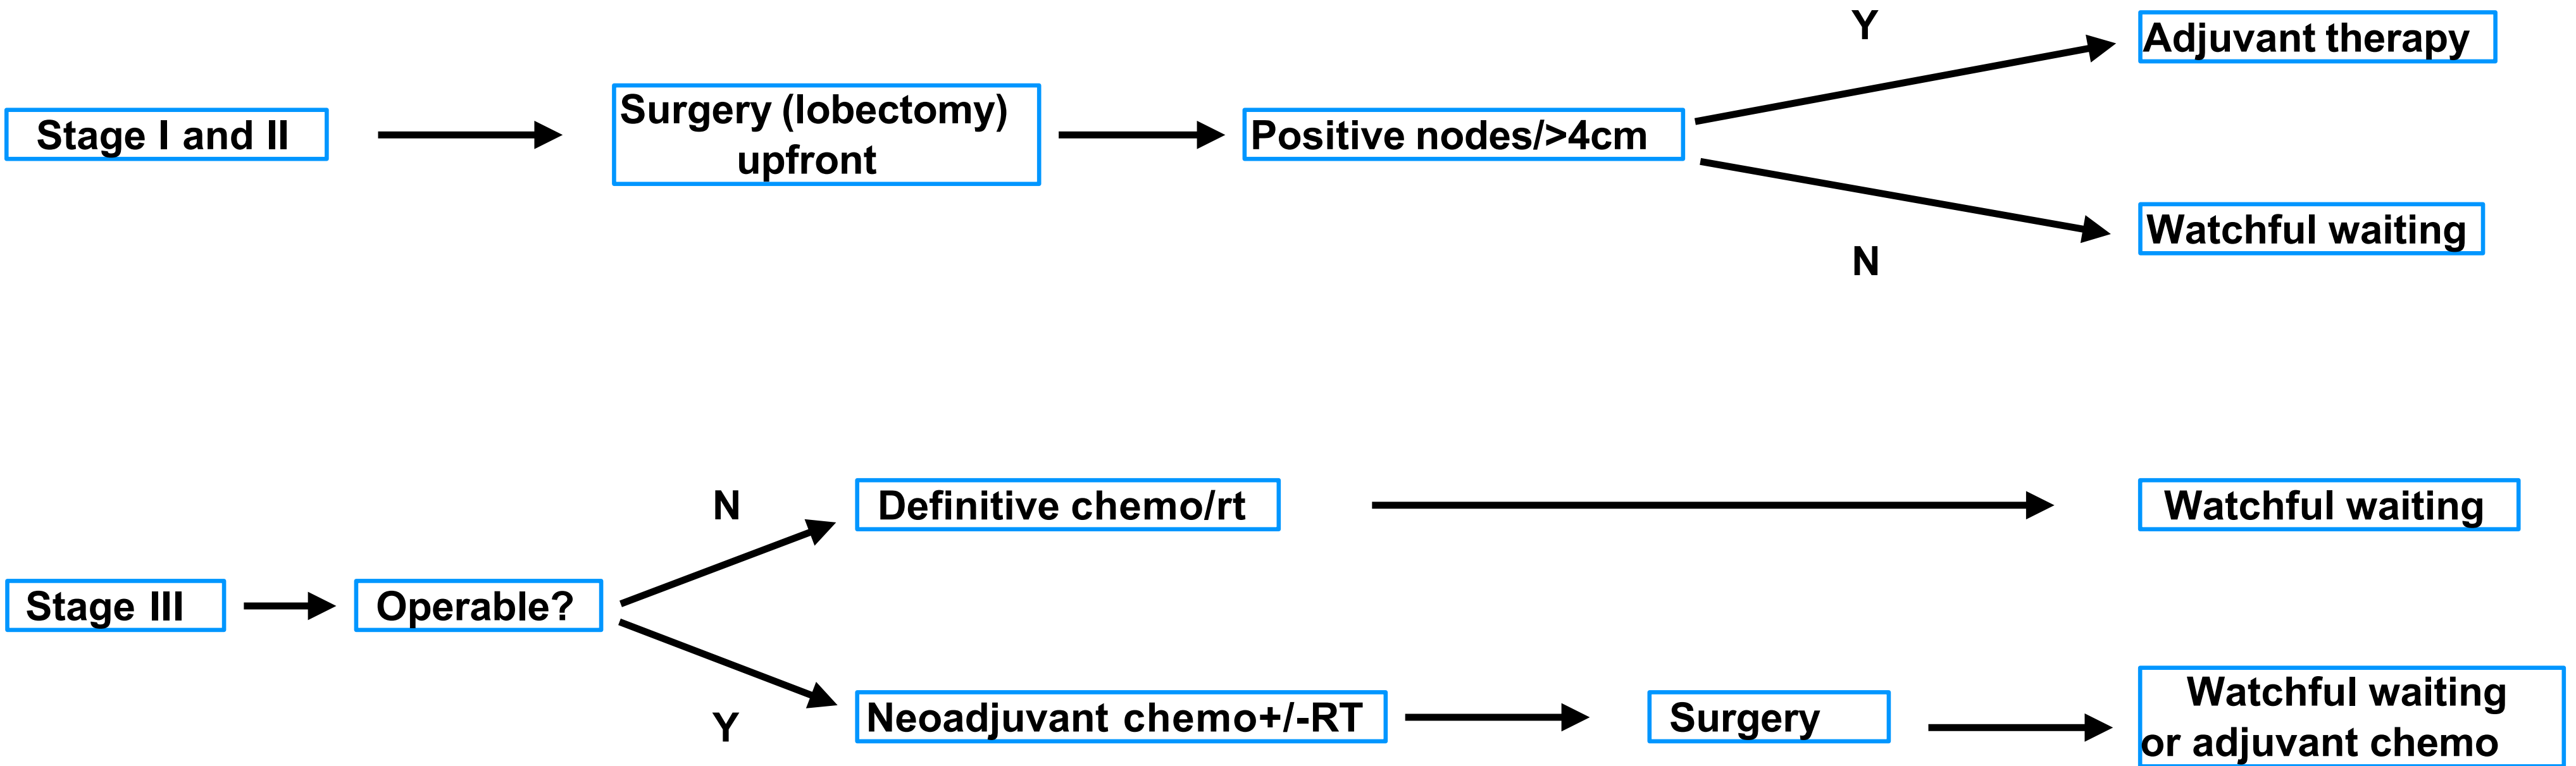 Stage I and II
Surgery (lobectomy)
upfront
Positive nodes/>4cm
Y
Adjuvant therapy
N
Watchful waiting
Stage III
Operable?
N
Definitive chemo/rt
Watchful waiting
Y
Neoadjuvant chemo+/-RT
Surgery
Watchful waiting
or adjuvant chemo